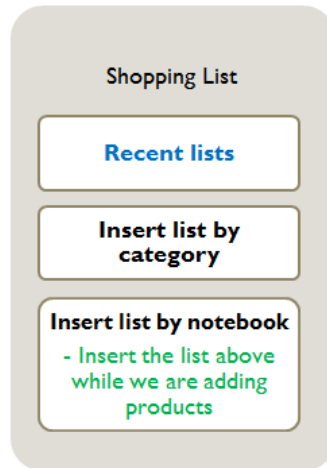 Shopping List
Recent lists
Insert list by
category
Insert list by notebook
- Insert the list above
while we are adding
products